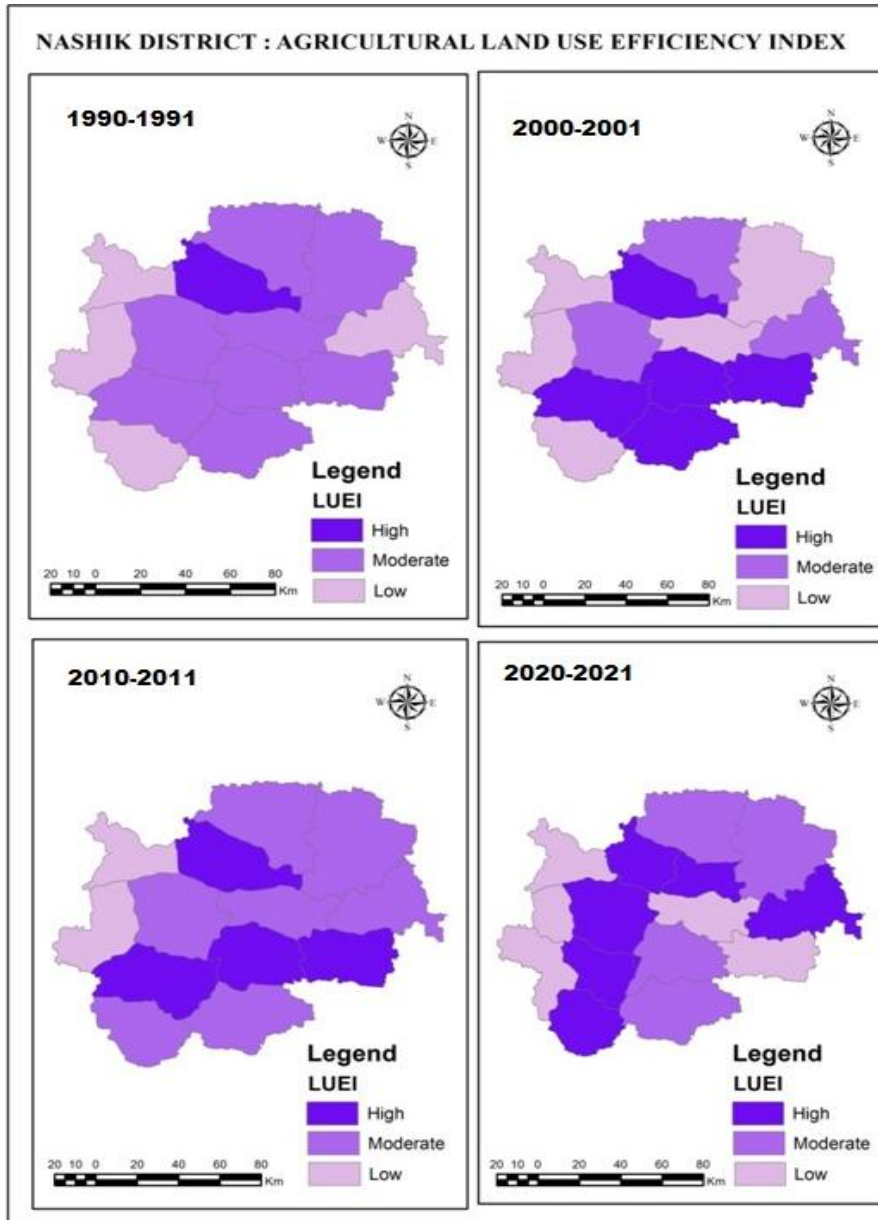 NASHIK DISTRICT : AGRICULTURAL LAND USE EFFICIENCY INDEX
1990-1991
N
W E
S
Legend
LUEI
High
Moderate
Low
20 10 0 20 40 60 80
Km
2000-2001
N
W E
S
Legend
LUEI
High
Moderate
Low
20 10 0 20 40 60 80
Km
2010-2011
N
W E
S
Legend
LUEI
High
Moderate
Low
20 10 0 20 40 60 80
Km
2020-2021
N
W E
S
Legend
LUEI
High
Moderate
Low
20 10 0 20 40 60 80
Km